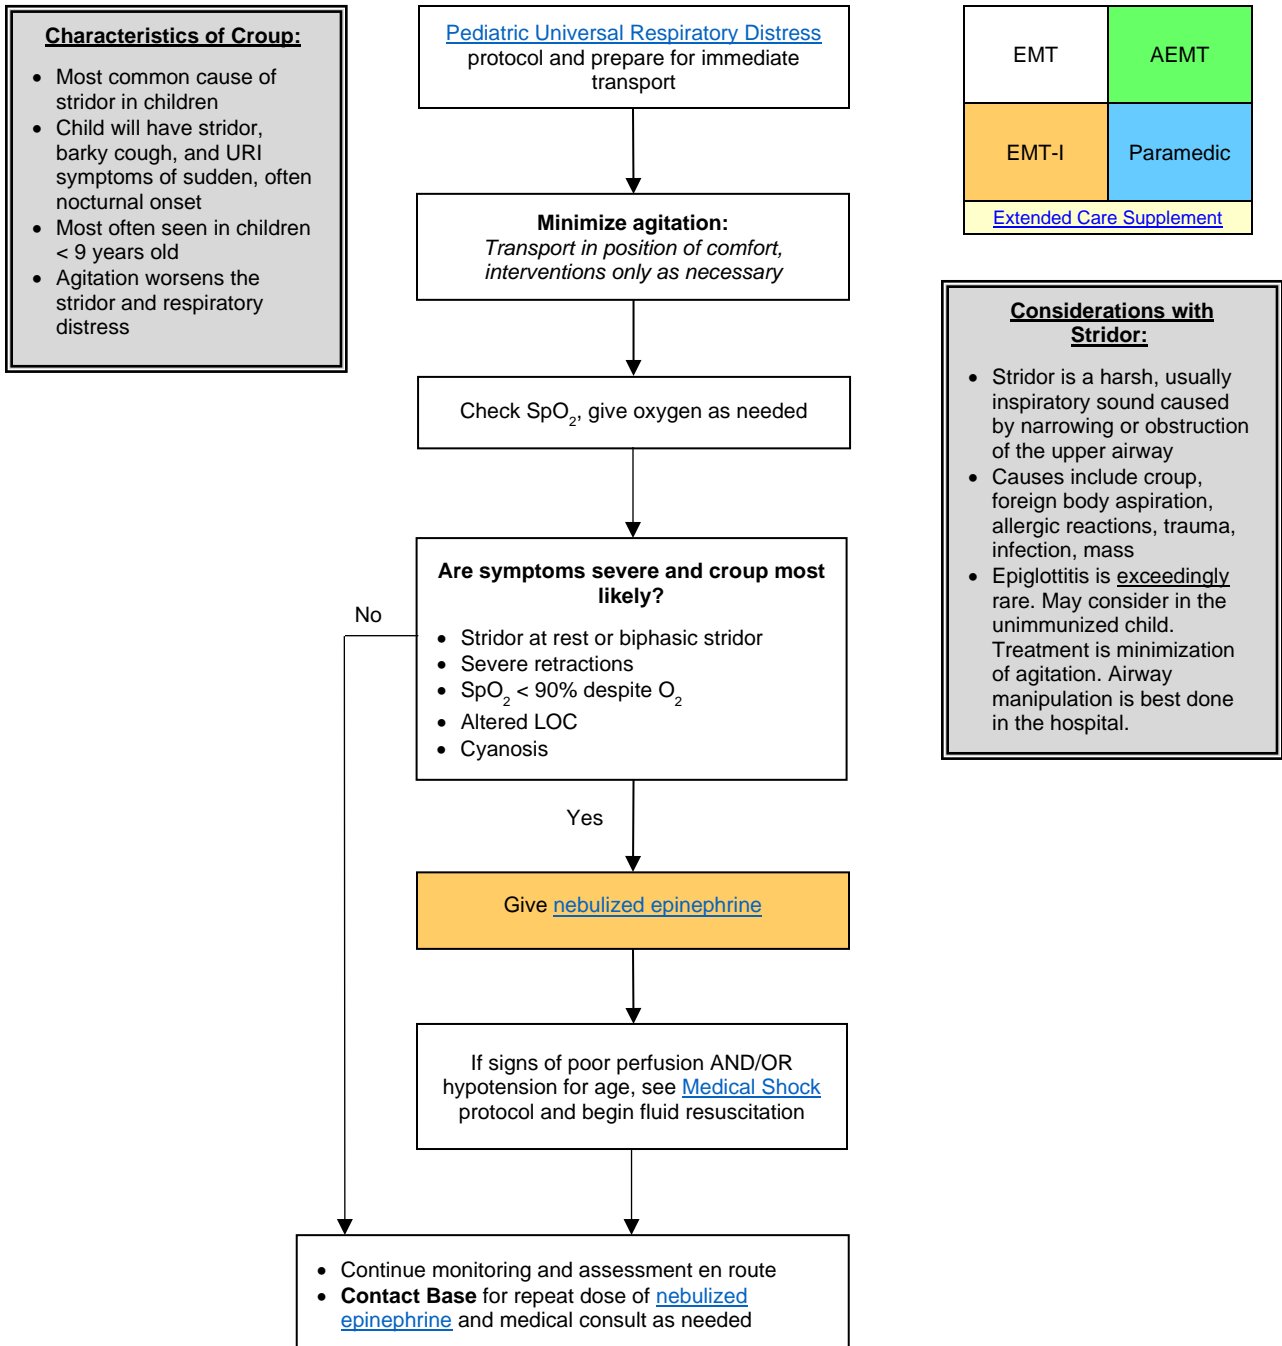 Characteristics of Croup:
• Most common cause of
stridor in children
• Child will have stridor,
barky cough, and URI
symptoms of sudden, often
nocturnal onset
• Most often seen in children
< 9 years old
• Agitation worsens the
stridor and respiratory
distress
Pediatric Universal Respiratory Distress
protocol and prepare for immediate
transport
EMT
AEMT
EMT-I
Paramedic
Extended Care Supplement
Minimize agitation:
Transport in position of comfort,
interventions only as necessary
Check SpO2, give oxygen as needed
Considerations with
Stridor:
• Stridor is a harsh, usually
inspiratory sound caused
by narrowing or obstruction
of the upper airway
• Causes include croup,
foreign body aspiration,
allergic reactions, trauma,
infection, mass
• Epiglottitis is exceedingly
rare. May consider in the
unimmunized child.
Treatment is minimization
of agitation. Airway
manipulation is best done
in the hospital.
Are symptoms severe and croup most
likely?
• Stridor at rest or biphasic stridor
• Severe retractions
• SpO2 < 90% despite O2
• Altered LOC
• Cyanosis
No
Yes
Give nebulized epinephrine
If signs of poor perfusion AND/OR
hypotension for age, see Medical Shock
protocol and begin fluid resuscitation
• Continue monitoring and assessment en route
• Contact Base for repeat dose of nebulized
epinephrine and medical consult as needed